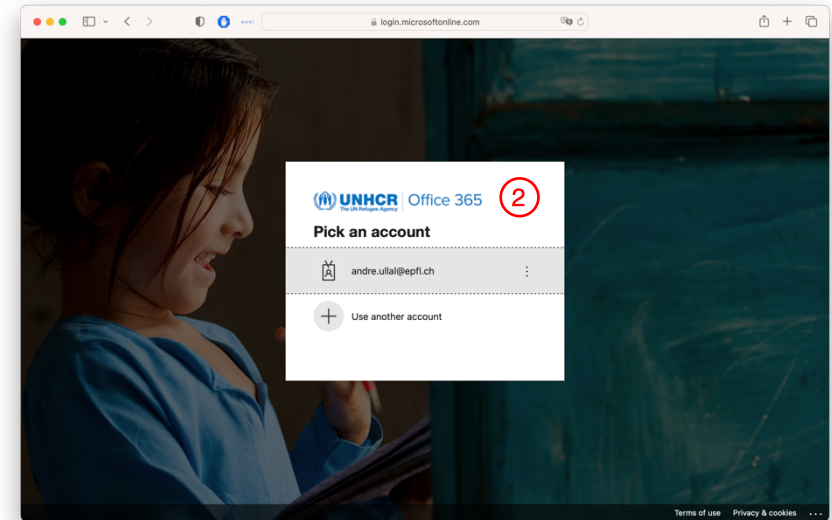 login.microsoftonline.com
UNHCR Office 365
The UN Refugee Agency
2
Pick an account
andre.ullal@epfl.ch
Use another account
Terms of use Privacy & cookies ...